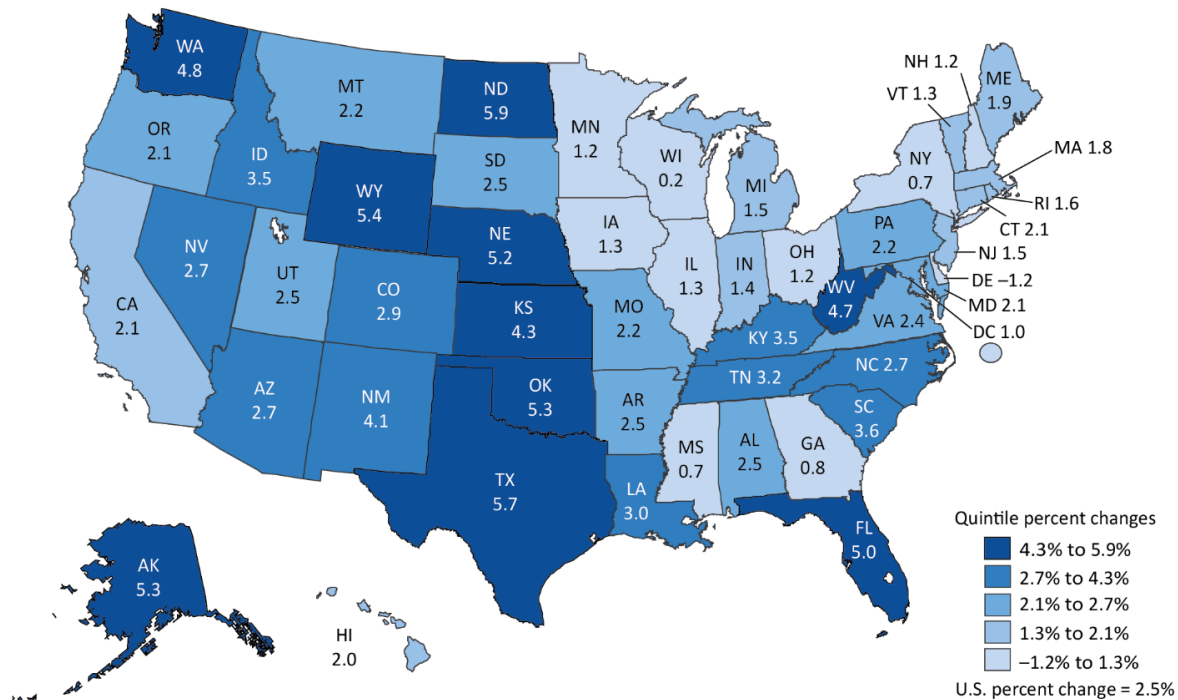 WA
4.8
MT
2.2
ND
5.9
MN
1.2
NH 1.2
VT 1.3
ME
1.9
OR
2.1
ID
3.5
SD
2.5
WI
0.2
MI
1.5
NY
0.7
MA 1.8
RI 1.6
CT 2.1
WY
5.4
NE
5.2
IA
1.3
PA
2.2
NJ 1.5
DE –1.2
MD 2.1
DC 1.0
NV
2.7
UT
2.5
CO
2.9
KS
4.3
MO
2.2
IL
1.3
IN
1.4
OH
1.2
WV
4.7
VA 2.4
CA
2.1
KY 3.5
AZ
2.7
NM
4.1
OK
5.3
AR
2.5
TN 3.2
NC 2.7
SC
3.6
TX
5.7
LA
3.0
MS
0.7
AL
2.5
GA
0.8
FL
5.0
AK
5.3
HI
2.0
Quintile percent changes
4.3% to 5.9%
2.7% to 4.3%
2.1% to 2.7%
1.3% to 2.1%
–1.2% to 1.3%
U.S. percent change = 2.5%